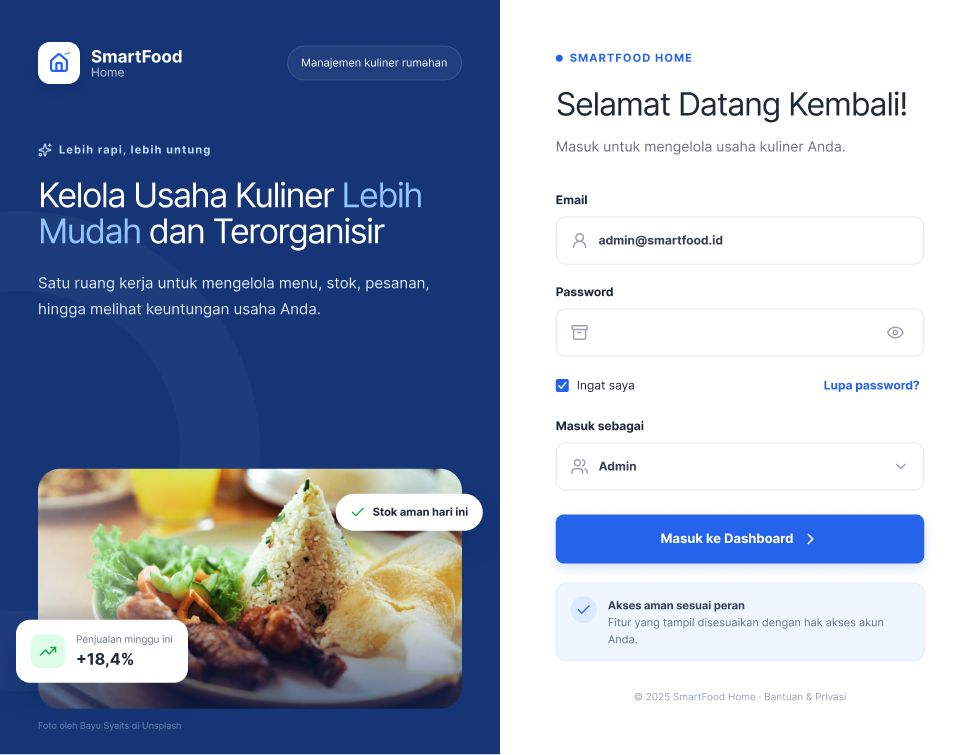 SmartFood
Home
Manajemen kuliner rumahan
Lebih rapi, lebih untung
Kelola Usaha Kuliner Lebih
Mudah dan Terorganisir
Satu ruang kerja untuk mengelola menu, stok, pesanan,
hingga melihat keuntungan usaha Anda.
Stok aman hari ini
Penjualan minggu ini
+18,4%
Foto oleh Bayu Syaits di Unsplash
SMARTFOOD HOME
Selamat Datang Kembali!
Masuk untuk mengelola usaha kuliner Anda.
Email
admin@smartfood.id
Password
Ingat saya
Lupa password?
Masuk sebagai
Admin
Masuk ke Dashboard
Akses aman sesuai peran
Fitur yang tampil disesuaikan dengan hak akses akun
Anda.
© 2025 SmartFood Home · Bantuan & Privasi